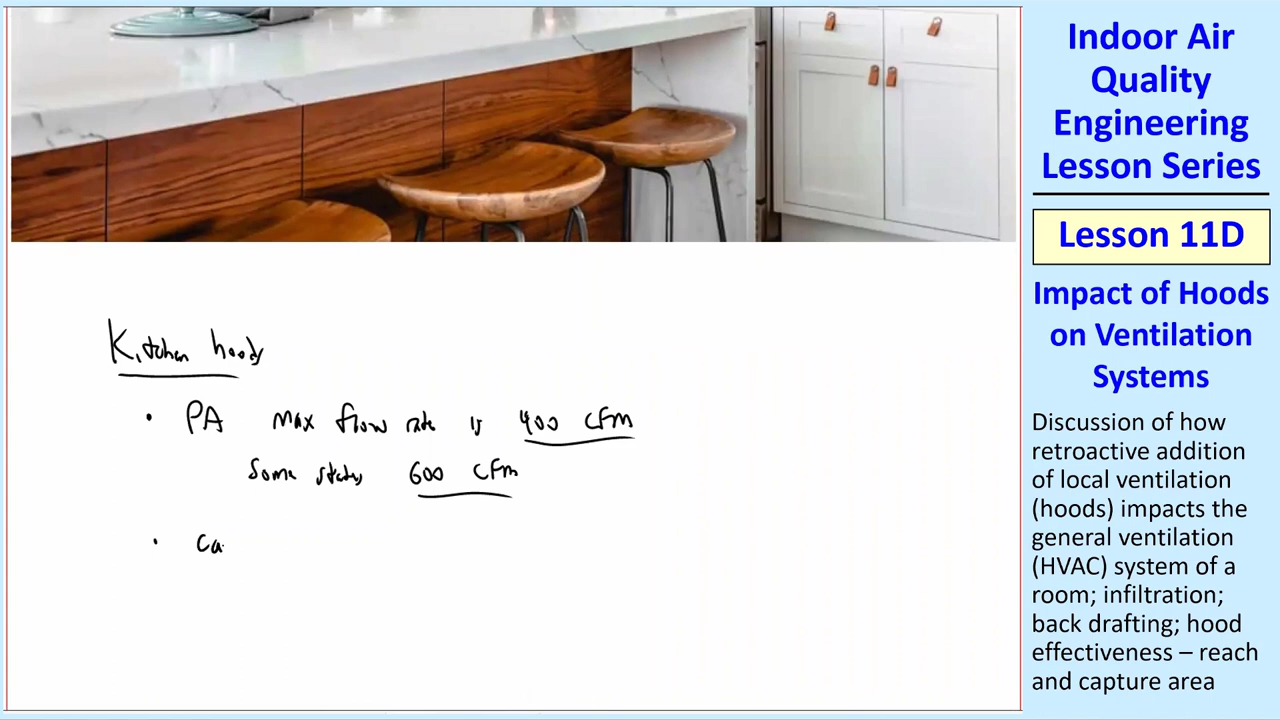 Kitchen hoods
• PA max flow rate is 400 cfm
Some states 600 cfm
• ca
Indoor Air
Quality
Engineering
Lesson Series
Lesson 11D
Impact of Hoods
on Ventilation
Systems
Discussion of how
retroactive addition
of local ventilation
(hoods) impacts the
general ventilation
(HVAC) system of a
room; infiltration;
back drafting; hood
effectiveness – reach
and capture area